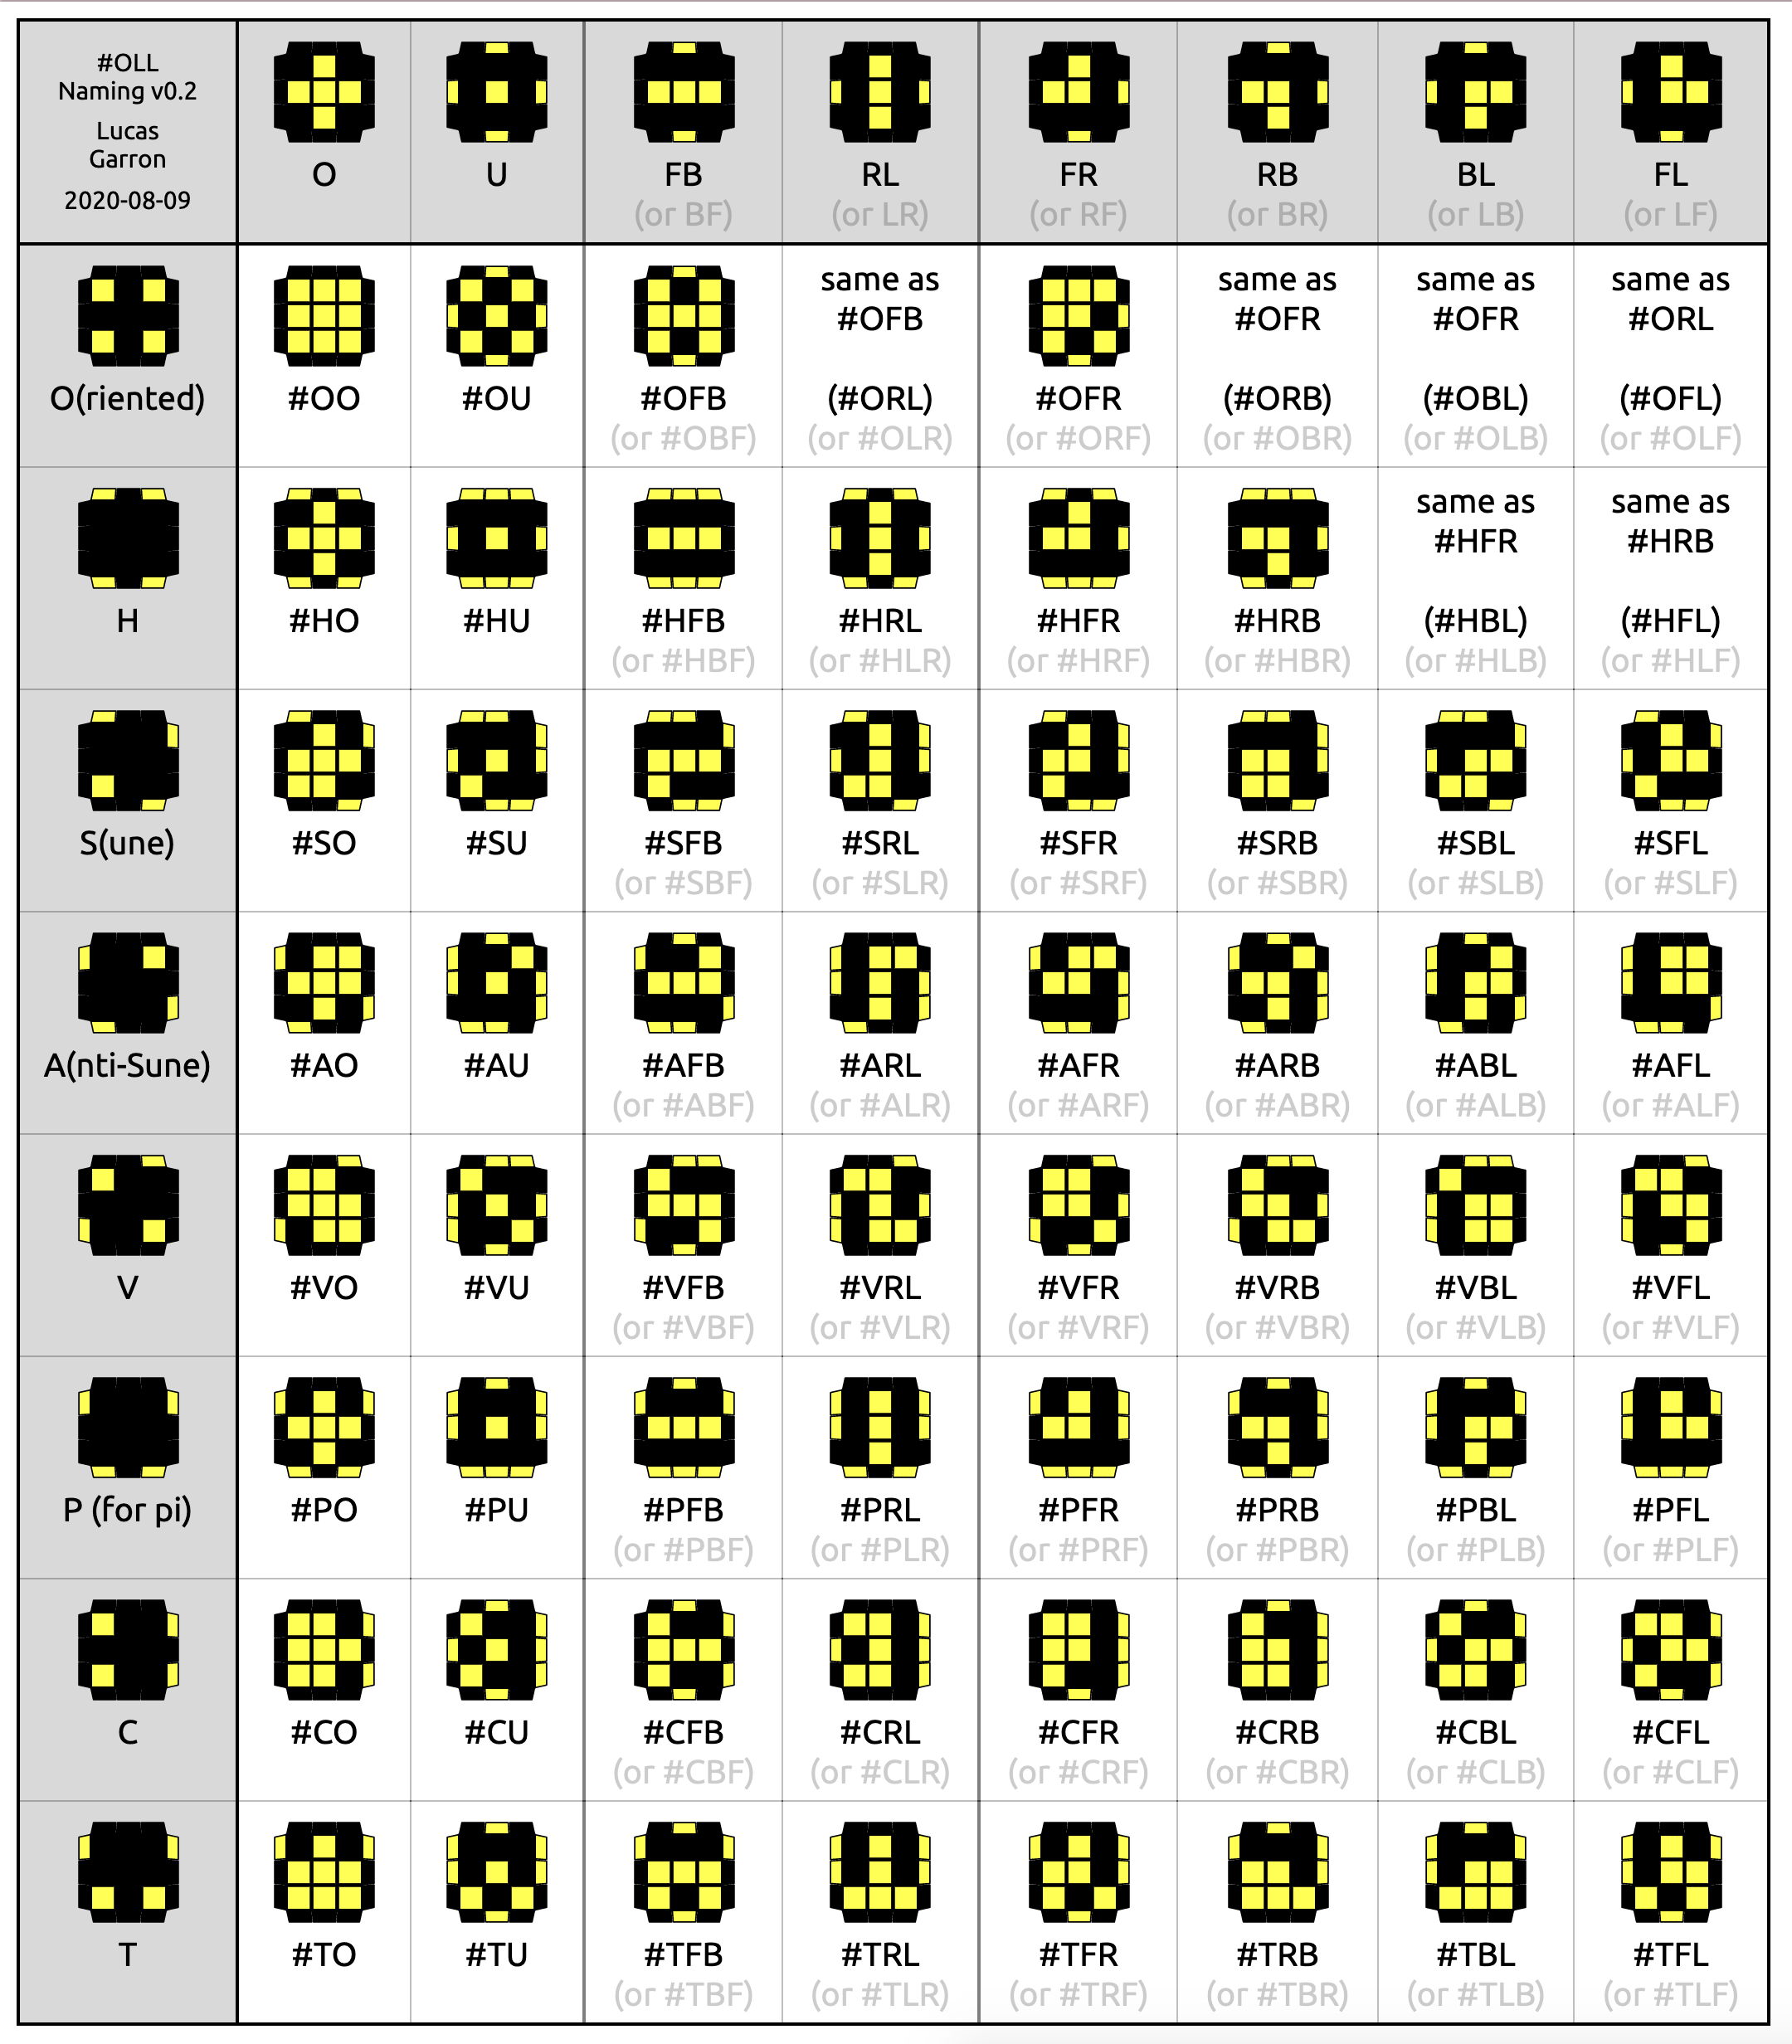 #OLL
Naming v0.2
Lucas
Garron
2020-08-09
O
U
FB
(or BF)
RL
(or LR)
FR
(or RF)
RB
(or BR)
BL
(or LB)
FL
(or LF)
O(riented)
#OO
#OU
#OFB
(or #OBF)
same as
#OFB
(#ORL)
(or #OLR)
#OFR
(or #ORF)
same as
#OFR
(#ORB)
(or #OBR)
same as
#OFR
(#OBL)
(or #OLB)
same as
#ORL
(#OFL)
(or #OLF)
H
#HO
#HU
#HFB
(or #HBF)
#HRL
(or #HLR)
#HFR
(or #HRF)
#HRB
(or #HBR)
same as
#HFR
(#HBL)
(or #HLB)
same as
#HRB
(#HFL)
(or #HLF)
S(une)
#SO
#SU
#SFB
(or #SBF)
#SRL
(or #SLR)
#SFR
(or #SRF)
#SRB
(or #SBR)
#SBL
(or #SLB)
#SFL
(or #SLF)
A(nti-Sune)
#AO
#AU
#AFB
(or #ABF)
#ARL
(or #ALR)
#AFR
(or #ARF)
#ARB
(or #ABR)
#ABL
(or #ALB)
#AFL
(or #ALF)
V
#VO
#VU
#VFB
(or #VBF)
#VRL
(or #VLR)
#VFR
(or #VRF)
#VRB
(or #VBR)
#VBL
(or #VLB)
#VFL
(or #VLF)
P (for pi)
#PO
#PU
#PFB
(or #PBF)
#PRL
(or #PLR)
#PFR
(or #PRF)
#PRB
(or #PBR)
#PBL
(or #PLB)
#PFL
(or #PLF)
C
#CO
#CU
#CFB
(or #CBF)
#CRL
(or #CLR)
#CFR
(or #CRF)
#CRB
(or #CBR)
#CBL
(or #CLB)
#CFL
(or #CLF)
T
#TO
#TU
#TFB
(or #TBF)
#TRL
(or #TLR)
#TFR
(or #TRF)
#TRB
(or #TBR)
#TBL
(or #TLB)
#TFL
(or #TLF)